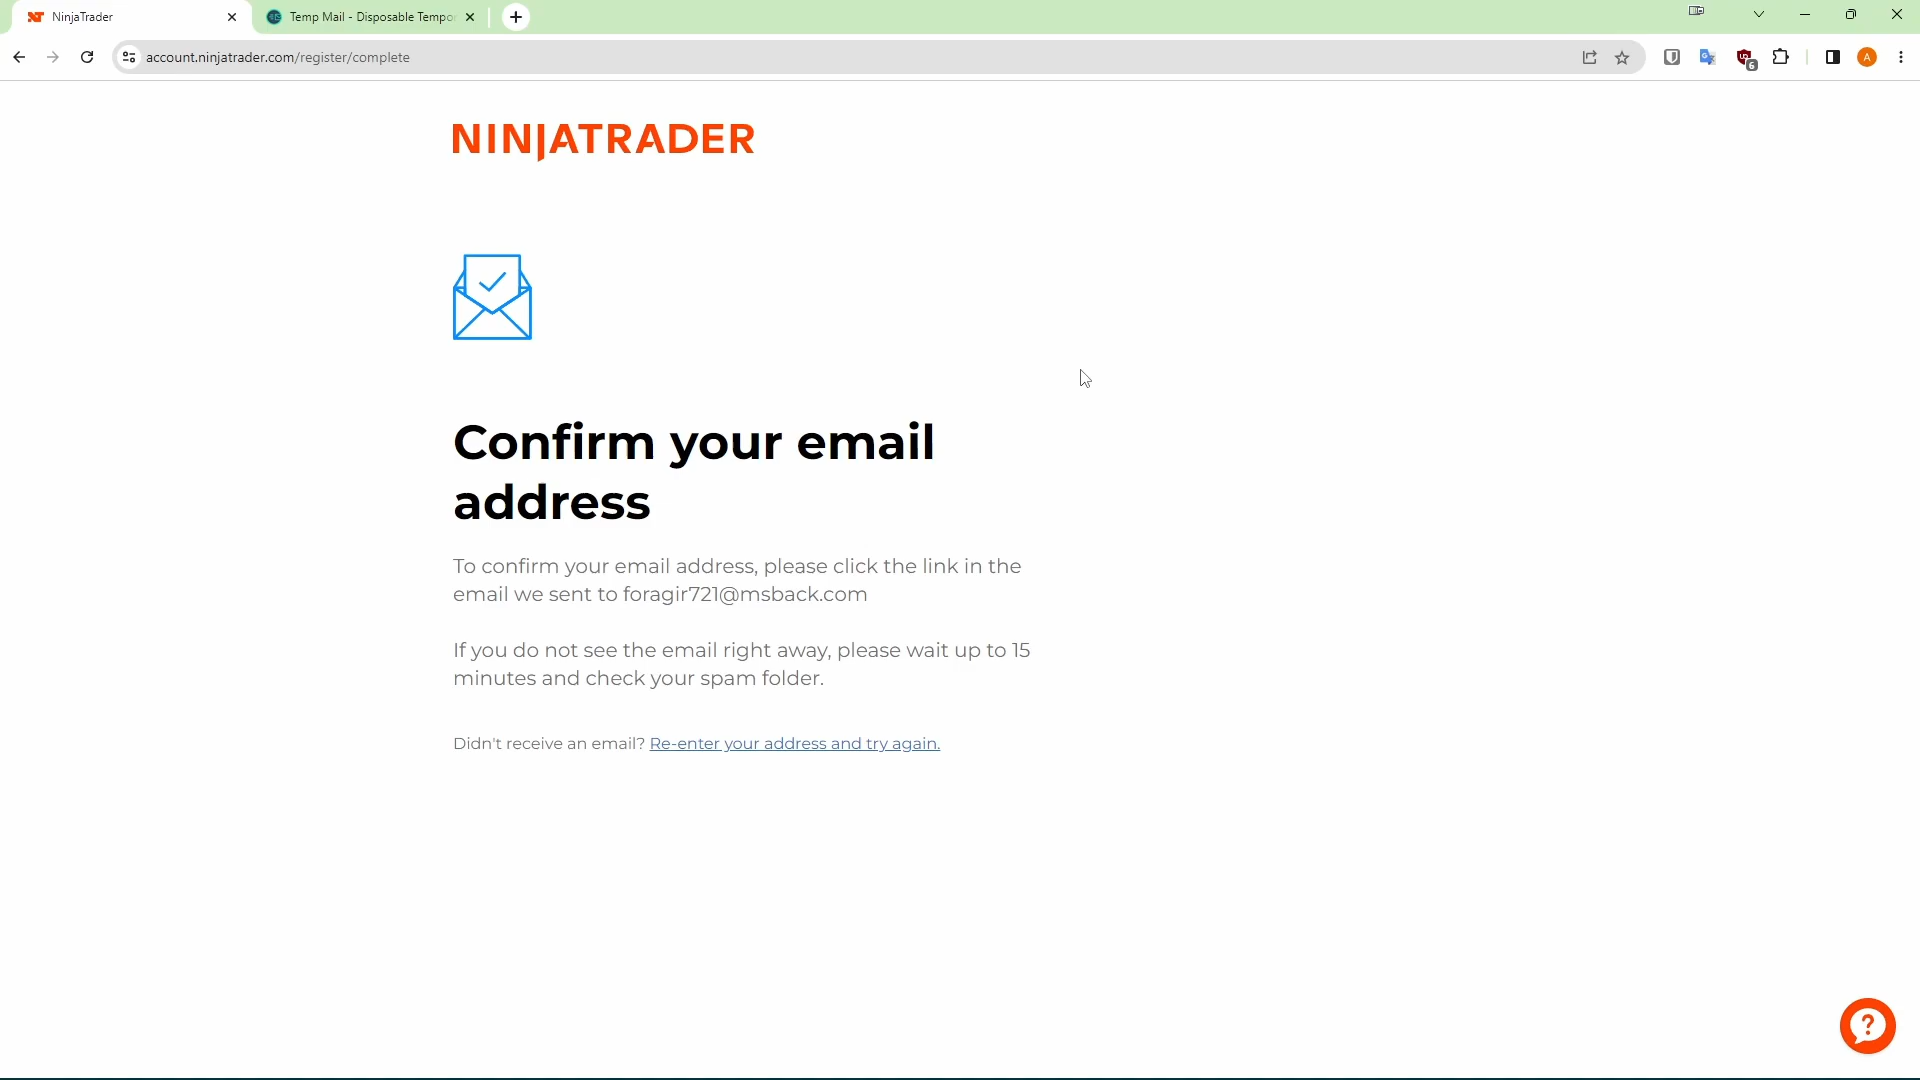 NinjaTrader
Temp Mail - Disposable Tempo
account.ninjatrader.com/register/complete
6
A
NINJATRADER
Confirm your email
address
To confirm your email address, please click the link in the
email we sent to foragir721@msback.com
If you do not see the email right away, please wait up to 15
minutes and check your spam folder.
Didn't receive an email? Re-enter your address and try again.